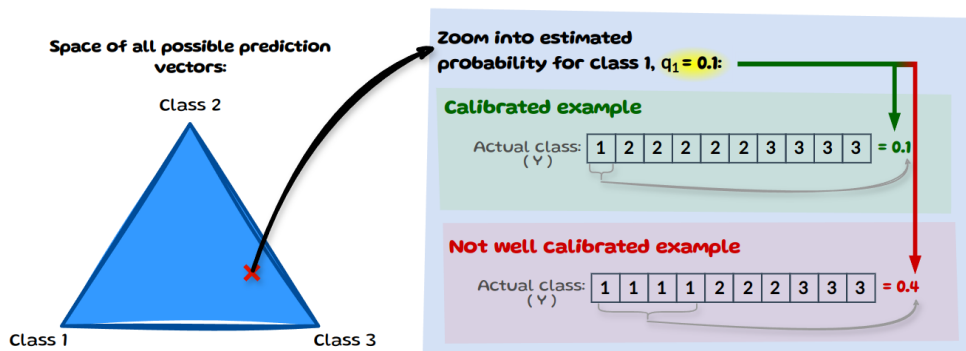 Space of all possible prediction
vectors:
Class 2
Class 1
Class 3
Zoom into estimated
probability for class 1, q₁ = 0.1:
Calibrated example
Actual class: 1 2 2 2 2 2 3 3 3 3 = 0.1
( Y )
Not well calibrated example
Actual class: 1 1 1 1 2 2 2 3 3 3 = 0.4
( Y )